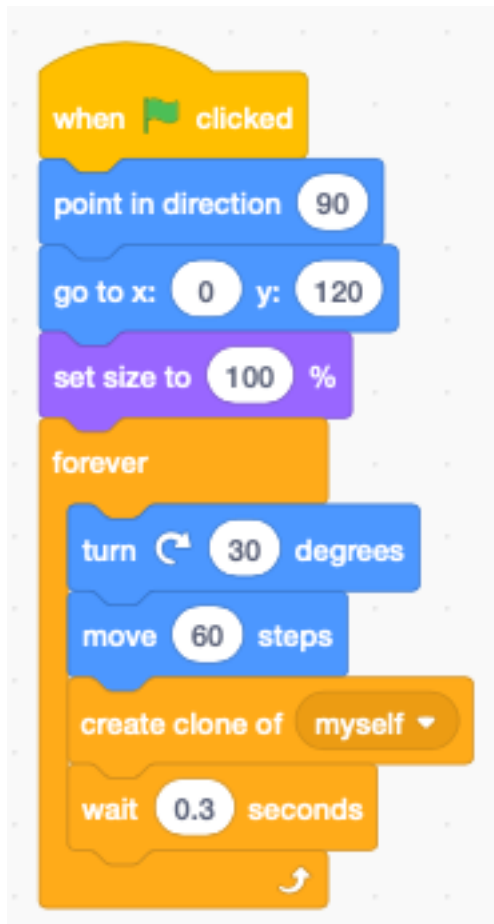 when clicked
point in direction 90
go to x: 0 y: 120
set size to 100 %
forever
turn 30 degrees
move 60 steps
create clone of myself
wait 0.3 seconds